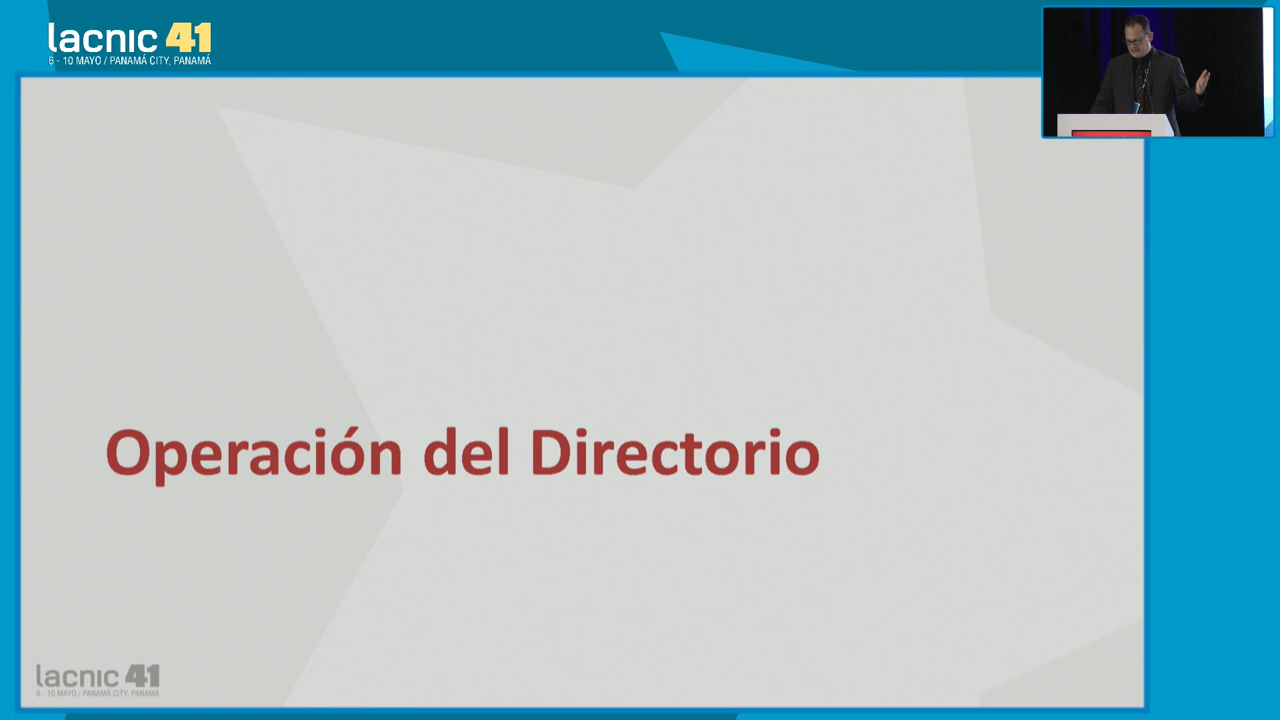 lacnic 41
6 - 10 MAYO / PANAMÁ CITY, PANAMÁ
Operación del Directorio
lacnic 41
6 - 10 MAYO / PANAMÁ CITY, PANAMÁ